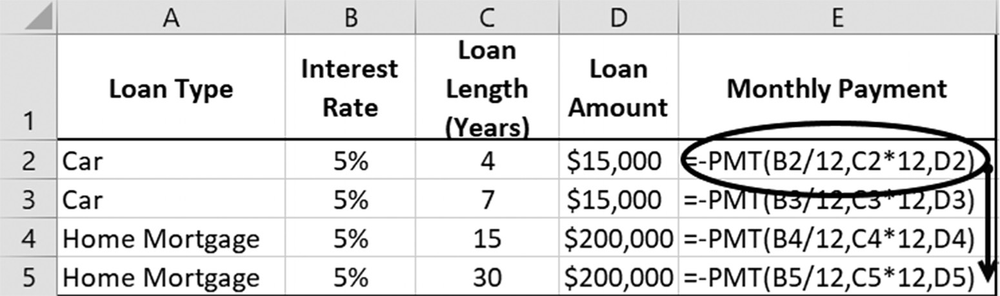 A B C D E
1 Loan Type Interest Rate Loan Length (Years) Loan Amount Monthly Payment
2 Car 5% 4 $15,000 =-PMT(B2/12,C2*12,D2)
3 Car 5% 7 $15,000 =-PMT(B3/12,C3*12,D3)
4 Home Mortgage 5% 15 $200,000 =-PMT(B4/12,C4*12,D4)
5 Home Mortgage 5% 30 $200,000 =-PMT(B5/12,C5*12,D5)